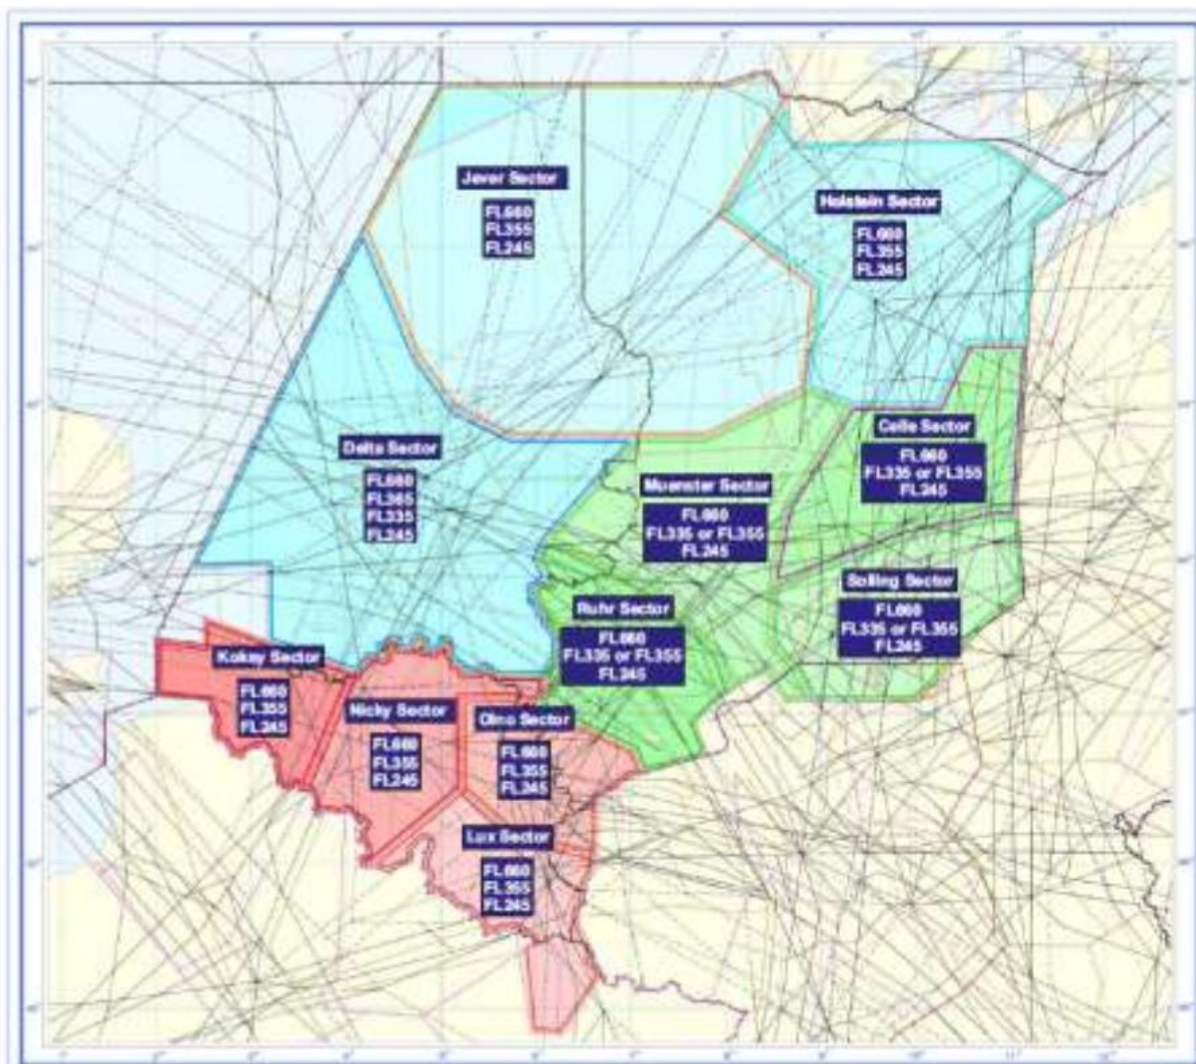 Jever Sector
FL660
FL355
FL245
Holstein Sector
FL660
FL355
FL245
Delta Sector
FL660
FL365
FL335
FL245
Celle Sector
FL660
FL335 or FL355
FL245
Muenster Sector
FL660
FL335 or FL355
FL245
Solling Sector
FL660
FL335 or FL355
FL245
Ruhr Sector
FL660
FL335 or FL355
FL245
Koksy Sector
FL660
FL355
FL245
Nicky Sector
FL660
FL355
FL245
Olno Sector
FL660
FL355
FL245
Lux Sector
FL660
FL355
FL245